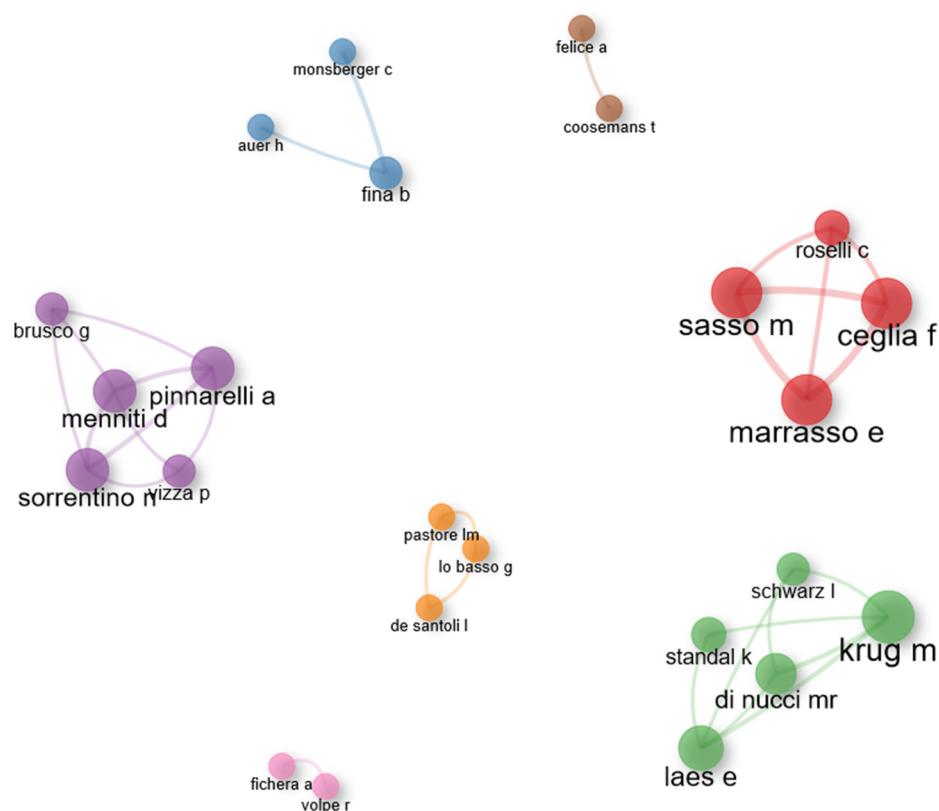 felice a
monsberger c
coosemans t
auer h
fina b
roselli c
sasso m
ceglia f
marrasso e
brusco g
pinnarelli a
menniti d
sorrentino n
vizza p
pastore lm
lo basso g
de santoli l
schwarz l
standal k
krug m
di nucci mr
laes e
fichera a
volpe r